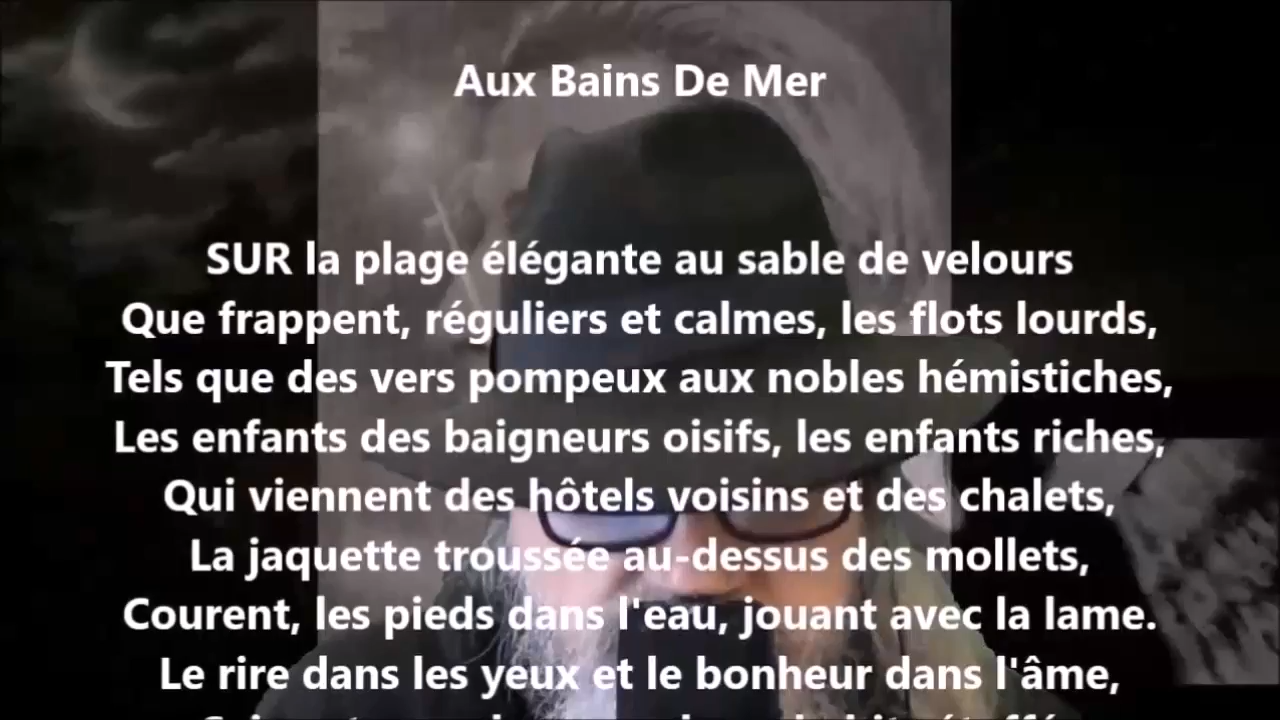 Aux Bains De Mer
SUR la plage élégante au sable de velours
Que frappent, réguliers et calmes, les flots lourds,
Tels que des vers pompeux aux nobles hémistiches,
Les enfants des baigneurs oisifs, les enfants riches,
Qui viennent des hôtels voisins et des chalets,
La jaquette troussée au-dessus des mollets,
Courent, les pieds dans l'eau, jouant avec la lame.
Le rire dans les yeux et le bonheur dans l'âme,